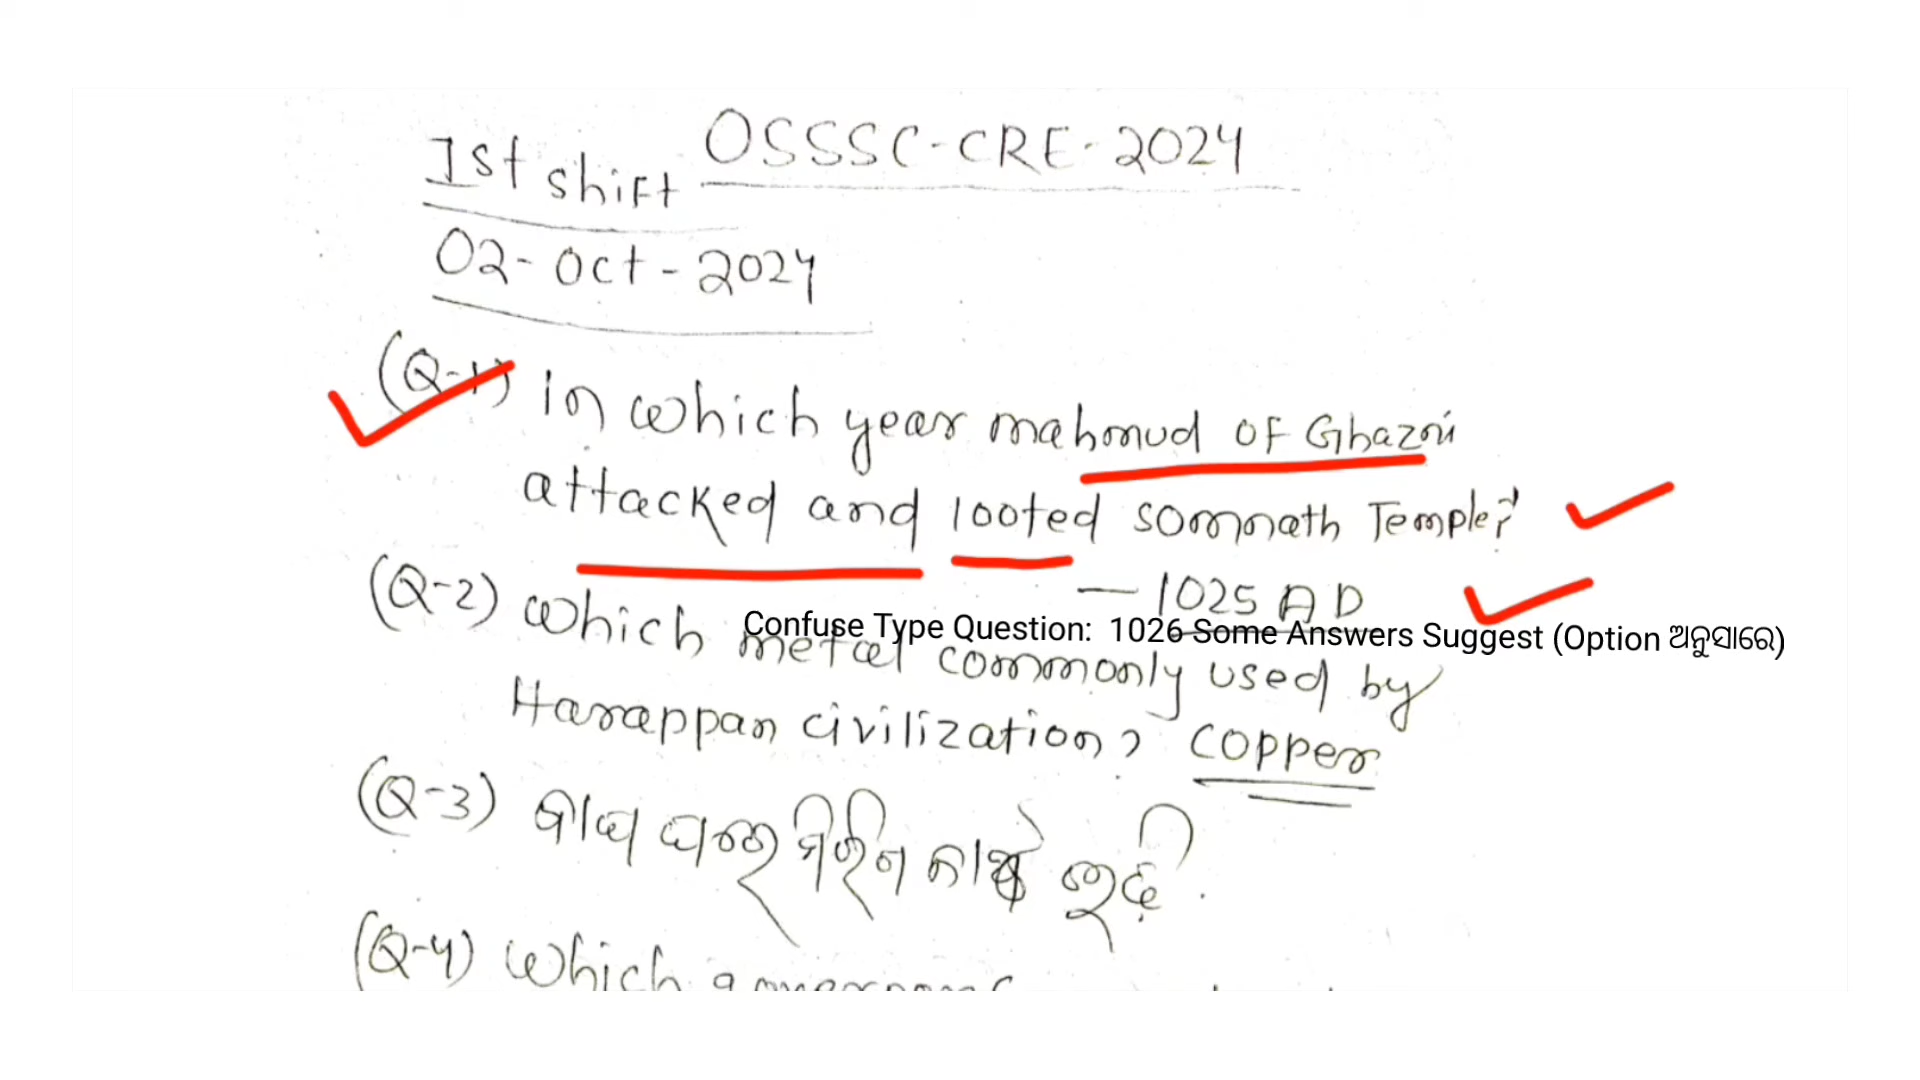 OSSSC-CRE-2024
1st shift
02-Oct-2024
(Q-1) in which year mahmud of Ghazni
attacked and looted somnath Temple?
— 1025 AD
Confuse Type Question: 1026 Some Answers Suggest (Option ଅନୁସାରେ)
(Q-2) which metal commonly used by
Harappan civilization? copper
(Q-3)
(Q-4) which